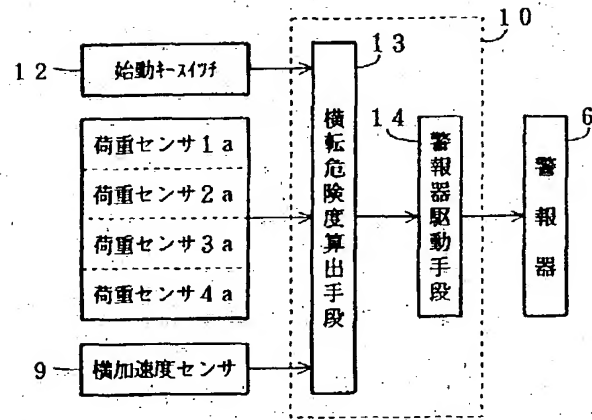 10
13
12
始動キースイッチ
14
6
荷重センサ1a
荷重センサ2a
荷重センサ3a
荷重センサ4a
横転危険度算出手段
警報器駆動手段
警報器
9
横加速度センサ